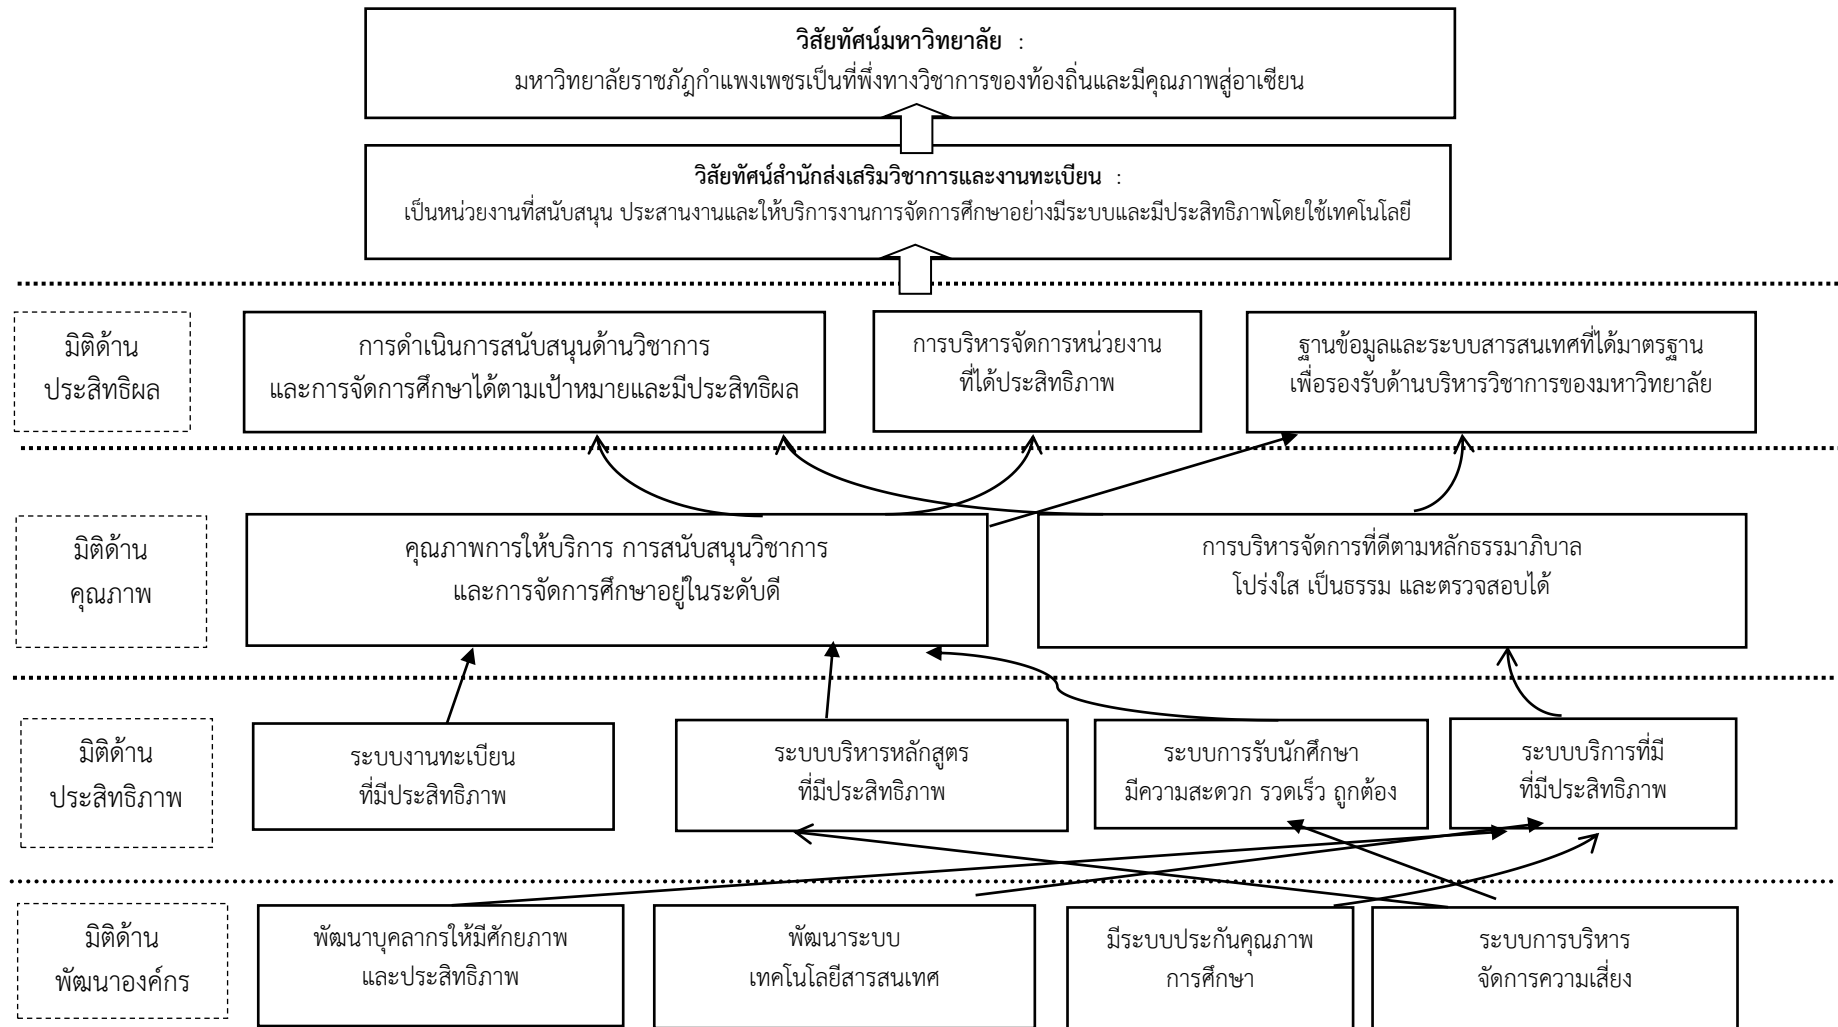 วิสัยทัศน์มหาวิทยาลัย :
มหาวิทยาลัยราชภัฏกำแพงเพชรเป็นที่พึ่งทางวิชาการของท้องถิ่นและมีคุณภาพสู่อาเซียน
วิสัยทัศน์สำนักส่งเสริมวิชาการและงานทะเบียน :
เป็นหน่วยงานที่สนับสนุน ประสานงานและให้บริการงานการจัดการศึกษาอย่างมีระบบและมีประสิทธิภาพโดยใช้เทคโนโลยี
มิติด้าน
ประสิทธิผล
การดำเนินการสนับสนุนด้านวิชาการ
และการจัดการศึกษาได้ตามเป้าหมายและมีประสิทธิผล
การบริหารจัดการหน่วยงาน
ที่ได้ประสิทธิภาพ
ฐานข้อมูลและระบบสารสนเทศที่ได้มาตรฐาน
เพื่อรองรับด้านบริหารวิชาการของมหาวิทยาลัย
มิติด้าน
คุณภาพ
คุณภาพการให้บริการ การสนับสนุนวิชาการ
และการจัดการศึกษาอยู่ในระดับดี
การบริหารจัดการที่ดีตามหลักธรรมาภิบาล
โปร่งใส เป็นธรรม และตรวจสอบได้
มิติด้าน
ประสิทธิภาพ
ระบบงานทะเบียน
ที่มีประสิทธิภาพ
ระบบบริหารหลักสูตร
ที่มีประสิทธิภาพ
ระบบการรับนักศึกษา
มีความสะดวก รวดเร็ว ถูกต้อง
ระบบบริการที่มี
ที่มีประสิทธิภาพ
มิติด้าน
พัฒนาองค์กร
พัฒนาบุคลากรให้มีศักยภาพ
และประสิทธิภาพ
พัฒนาระบบ
เทคโนโลยีสารสนเทศ
มีระบบประกันคุณภาพ
การศึกษา
ระบบการบริหาร
จัดการความเสี่ยง